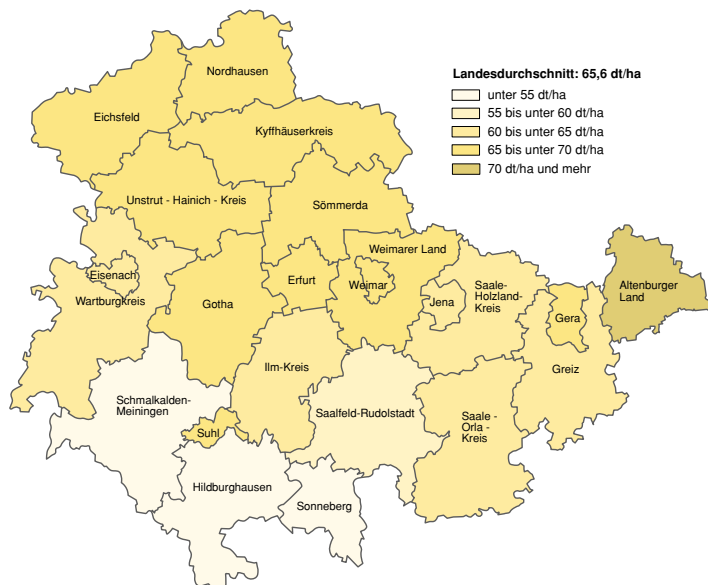 Landesdurchschnitt: 65,6 dt/ha
unter 55 dt/ha
55 bis unter 60 dt/ha
60 bis unter 65 dt/ha
65 bis unter 70 dt/ha
70 dt/ha und mehr
Nordhausen
Eichsfeld
Kyffhäuserkreis
Unstrut - Hainich - Kreis
Sömmerda
Weimarer Land
Eisenach
Wartburgkreis
Gotha
Erfurt
Weimar
Jena
Saale-
Holzland-
Kreis
Gera
Altenburger
Land
Greiz
Ilm-Kreis
Schmalkalden-
Meiningen
Saalfeld-Rudolstadt
Saale -
Orla -
Kreis
Suhl
Hildburghausen
Sonneberg